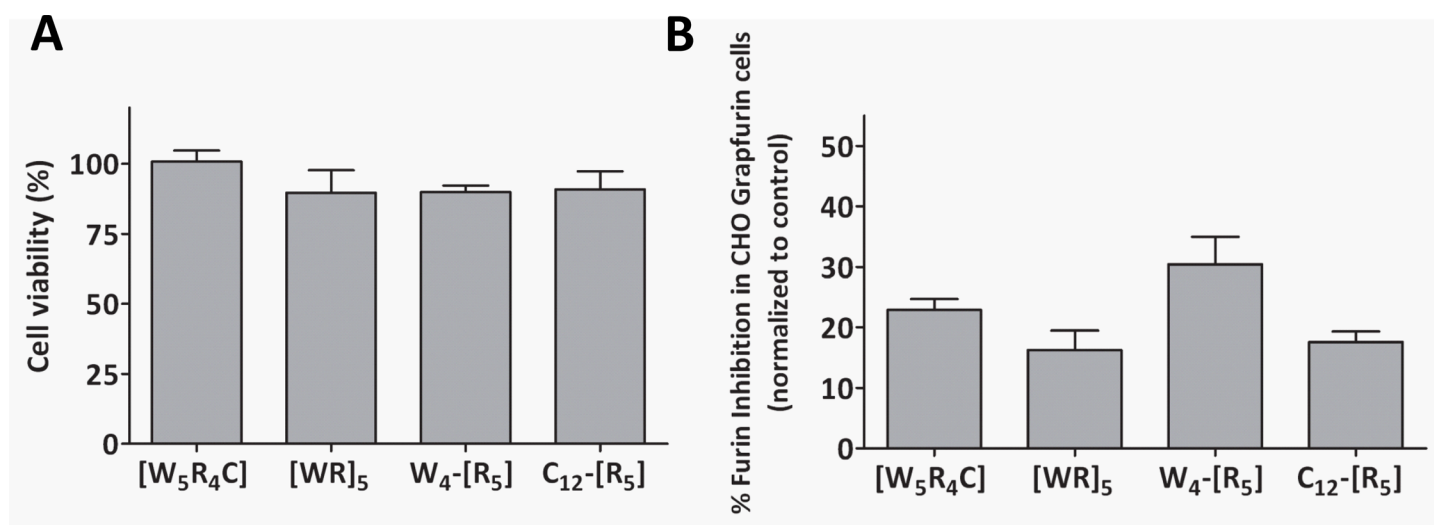 A
Cell viability (%)
100
75
50
25
0
[W₅R₄C] [WR]₅ W₄-[R₅] C₁₂-[R₅]
B
% Furin Inhibition in CHO Grapfurin cells
(normalized to control)
50
40
30
20
10
0
[W₅R₄C] [WR]₅ W₄-[R₅] C₁₂-[R₅]